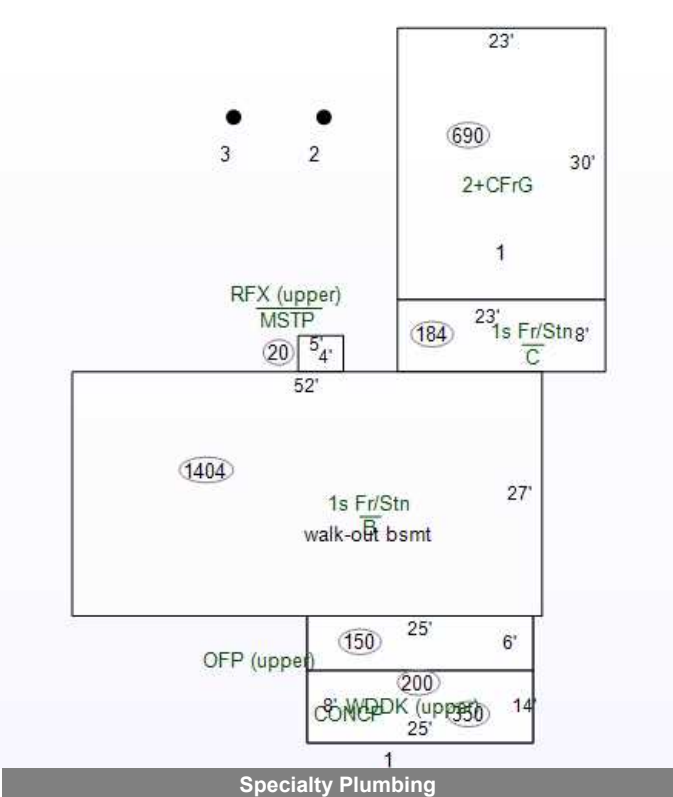 23'
690
30'
3 2
2+CFrG
1
RFX (upper)
MSTP
23'
184
1s Fr/Stn 8'
C
5'
20
4'
52'
1404
27'
1s Fr/Stn
B
walk-out bsmt
25'
150
6'
OFP (upper)
200
8' WDDK (upper) 14'
CONCP
350
25'
1
Specialty Plumbing